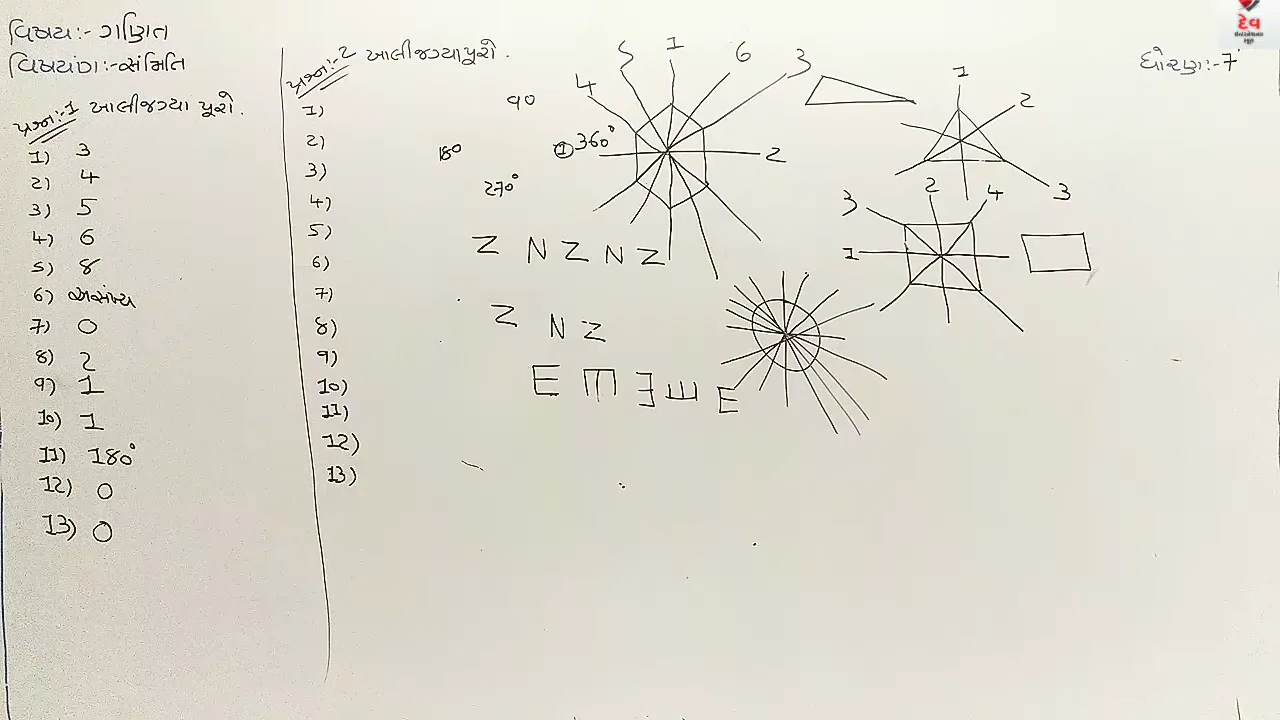 વિષય:- ગણિત
વિષયાંગ:- સંમિતિ
ધોરણ:- 7
દેવ
પ્રશ્ન:-1 ખાલીજગ્યા પૂરો.
1) 3
2) 4
3) 5
4) 6
5) 8
6) અસંખ્ય
7) 0
8) 2
9) 1
10) 1
11) 180°
12) 0
13) 0
પ્રશ્ન:-2 ખાલીજગ્યા પૂરો.
1)
2)
3)
4)
5)
6)
7)
8)
9)
10)
11)
12)
13)
90
180
① 360°
270°
4 5 1 6 3
2
1
2
3
3 2 4
1
Z N Z N Z
Z N Z
E E E E E